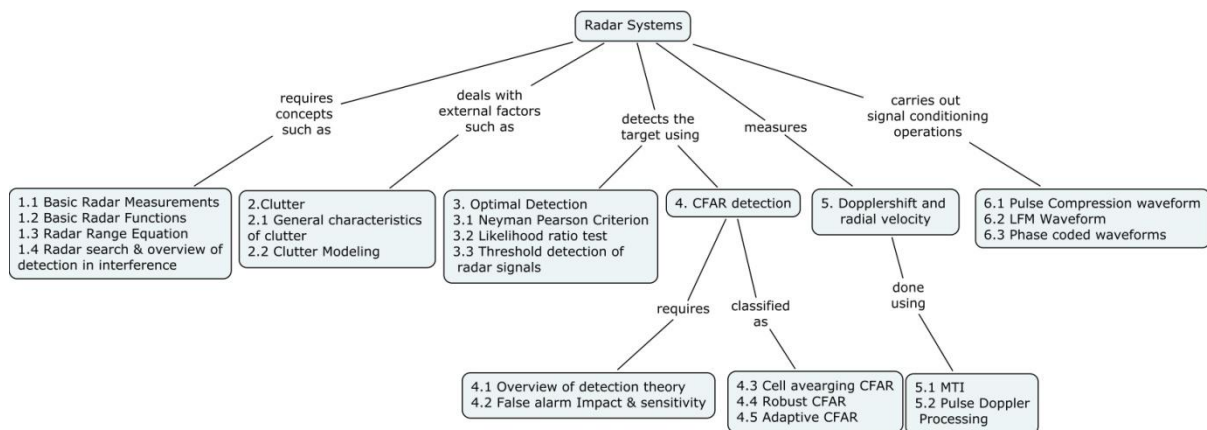 Radar Systems
requires
concepts
such as
deals with
external factors
such as
detects the
target using
measures
carries out
signal conditioning
operations
1.1 Basic Radar Measurements
1.2 Basic Radar Functions
1.3 Radar Range Equation
1.4 Radar search & overview of
detection in interference
2.Clutter
2.1 General characteristics
of clutter
2.2 Clutter Modeling
3. Optimal Detection
3.1 Neyman Pearson Criterion
3.2 Likelihood ratio test
3.3 Threshold detection of
radar signals
4. CFAR detection
5. Dopplershift and
radial velocity
6.1 Pulse Compression waveform
6.2 LFM Waveform
6.3 Phase coded waveforms
requires
classified
as
done
using
4.1 Overview of detection theory
4.2 False alarm Impact & sensitivity
4.3 Cell avearging CFAR
4.4 Robust CFAR
4.5 Adaptive CFAR
5.1 MTI
5.2 Pulse Doppler
Processing